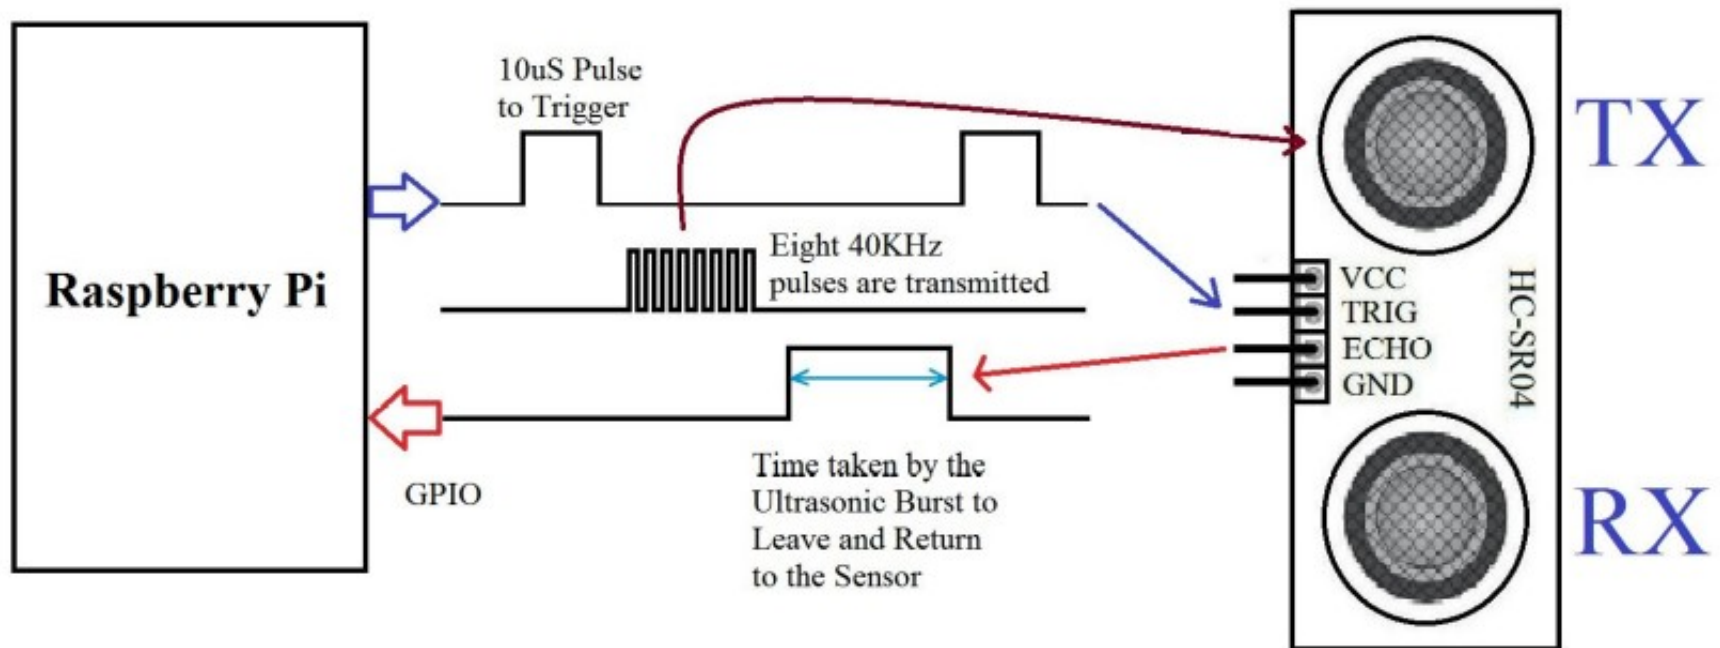 10uS Pulse
to Trigger
TX
Eight 40KHz
pulses are transmitted
Raspberry Pi
VCC
TRIG
ECHO
GND
HC-SR04
GPIO
Time taken by the
Ultrasonic Burst to
Leave and Return
to the Sensor
RX